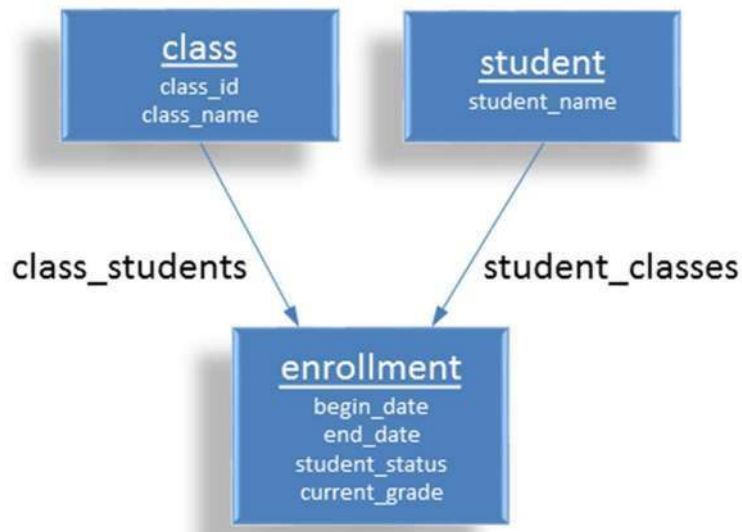 class
class_id
class_name
student
student_name
class_students
student_classes
enrollment
begin_date
end_date
student_status
current_grade